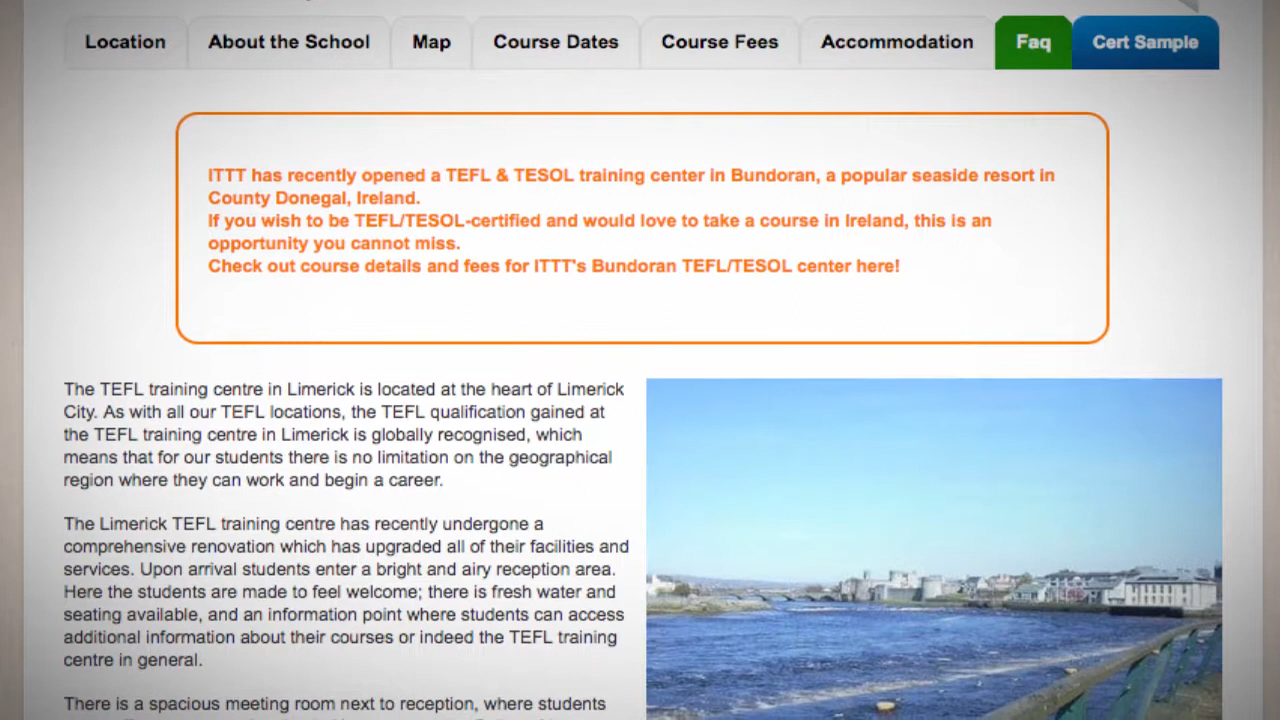 Location
About the School
Map
Course Dates
Course Fees
Accommodation
Faq
Cert Sample
ITTT has recently opened a TEFL & TESOL training center in Bundoran, a popular seaside resort in
County Donegal, Ireland.
If you wish to be TEFL/TESOL-certified and would love to take a course in Ireland, this is an
opportunity you cannot miss.
Check out course details and fees for ITTT's Bundoran TEFL/TESOL center here!
The TEFL training centre in Limerick is located at the heart of Limerick
City. As with all our TEFL locations, the TEFL qualification gained at
the TEFL training centre in Limerick is globally recognised, which
means that for our students there is no limitation on the geographical
region where they can work and begin a career.
The Limerick TEFL training centre has recently undergone a
comprehensive renovation which has upgraded all of their facilities and
services. Upon arrival students enter a bright and airy reception area.
Here the students are made to feel welcome; there is fresh water and
seating available, and an information point where students can access
additional information about their courses or indeed the TEFL training
centre in general.
There is a spacious meeting room next to reception, where students